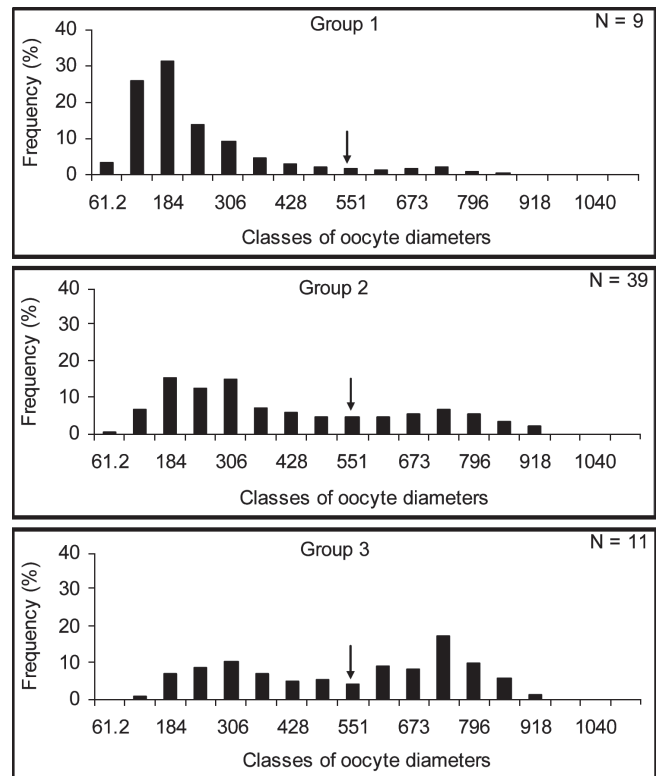 Group 1
N = 9
Frequency (%)
40
30
20
10
0
61.2 184 306 428 551 673 796 918 1040
Classes of oocyte diameters
Group 2
N = 39
Frequency (%)
40
30
20
10
0
61.2 184 306 428 551 673 796 918 1040
Classes of oocyte diameters
Group 3
N = 11
Frequency (%)
40
30
20
10
0
61.2 184 306 428 551 673 796 918 1040
Classes of oocyte diameters